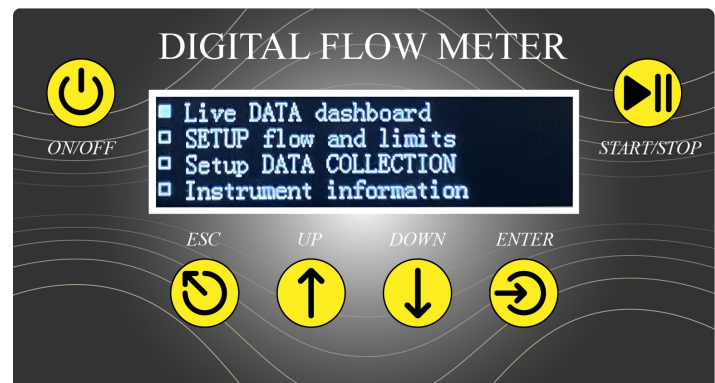 DIGITAL FLOW METER
ON/OFF
Live DATA dashboard
SETUP flow and limits
Setup DATA COLLECTION
Instrument information
START/STOP
ESC
UP
DOWN
ENTER